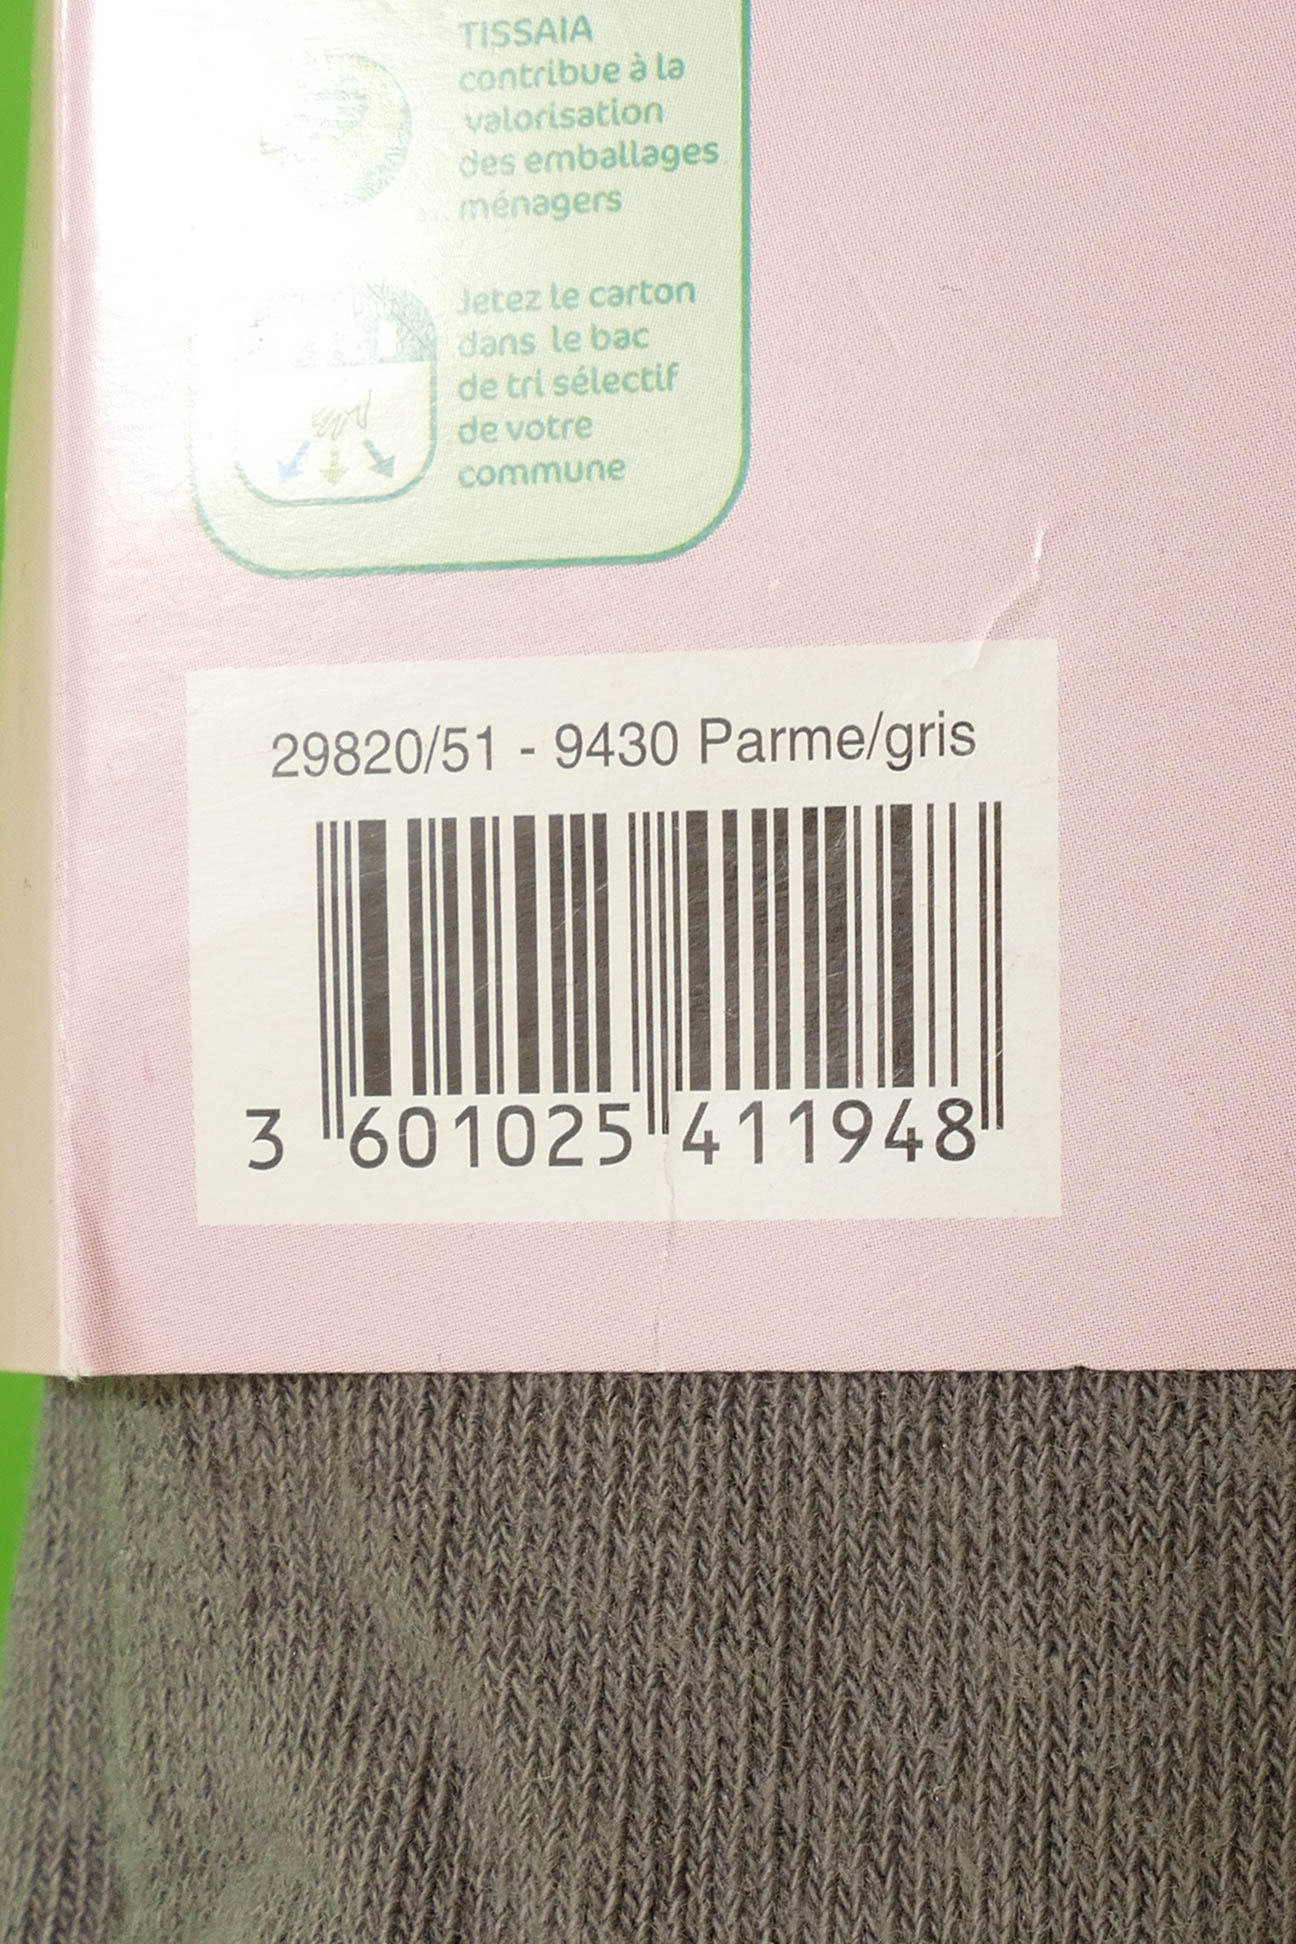 TISSAIA
contribue à la
valorisation
des emballages
ménagers
Jetez le carton
dans le bac
de tri sélectif
de votre
commune
29820/51 - 9430 Parme/gris
3 601025 411948